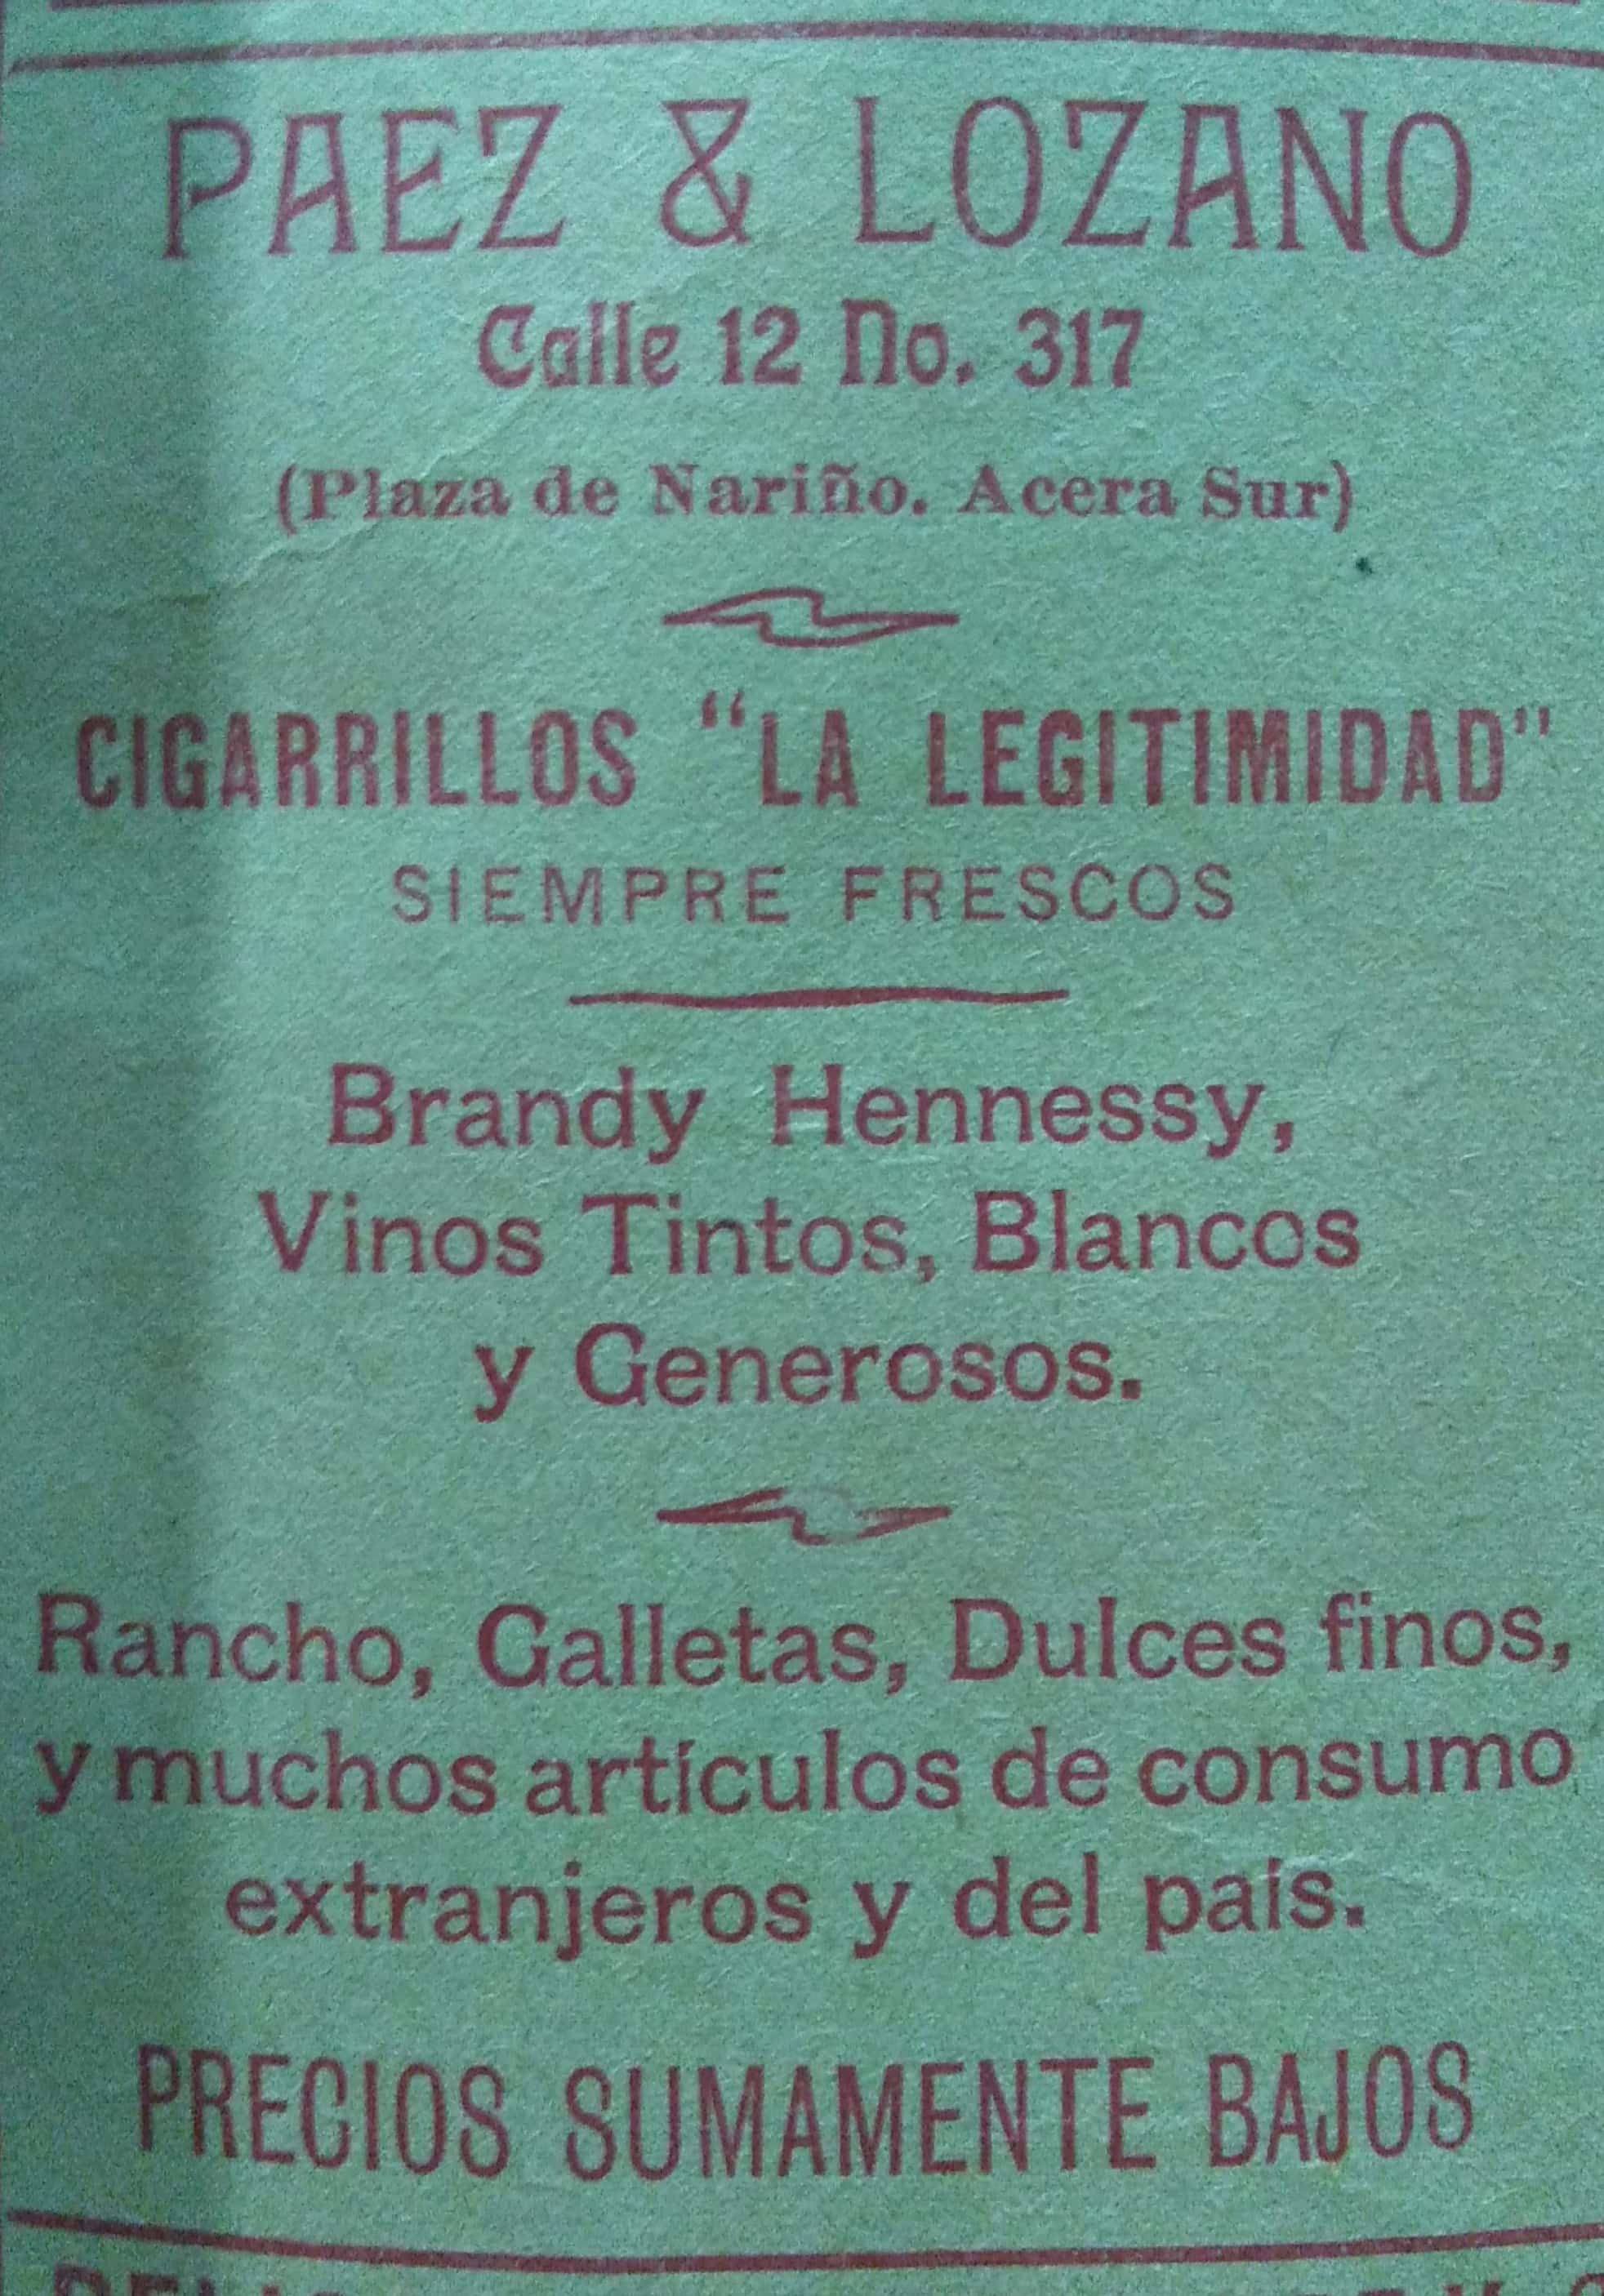 PAEZ & LOZANO
Calle 12 No. 317
(Plaza de Nariño. Acera Sur)
CIGARRILLOS “LA LEGITIMIDAD”
SIEMPRE FRESCOS
Brandy Hennessy,
Vinos Tintos, Blancos
y Generosos.
Rancho, Galletas, Dulces finos,
y muchos artículos de consumo
extranjeros y del país.
PRECIOS SUMAMENTE BAJOS